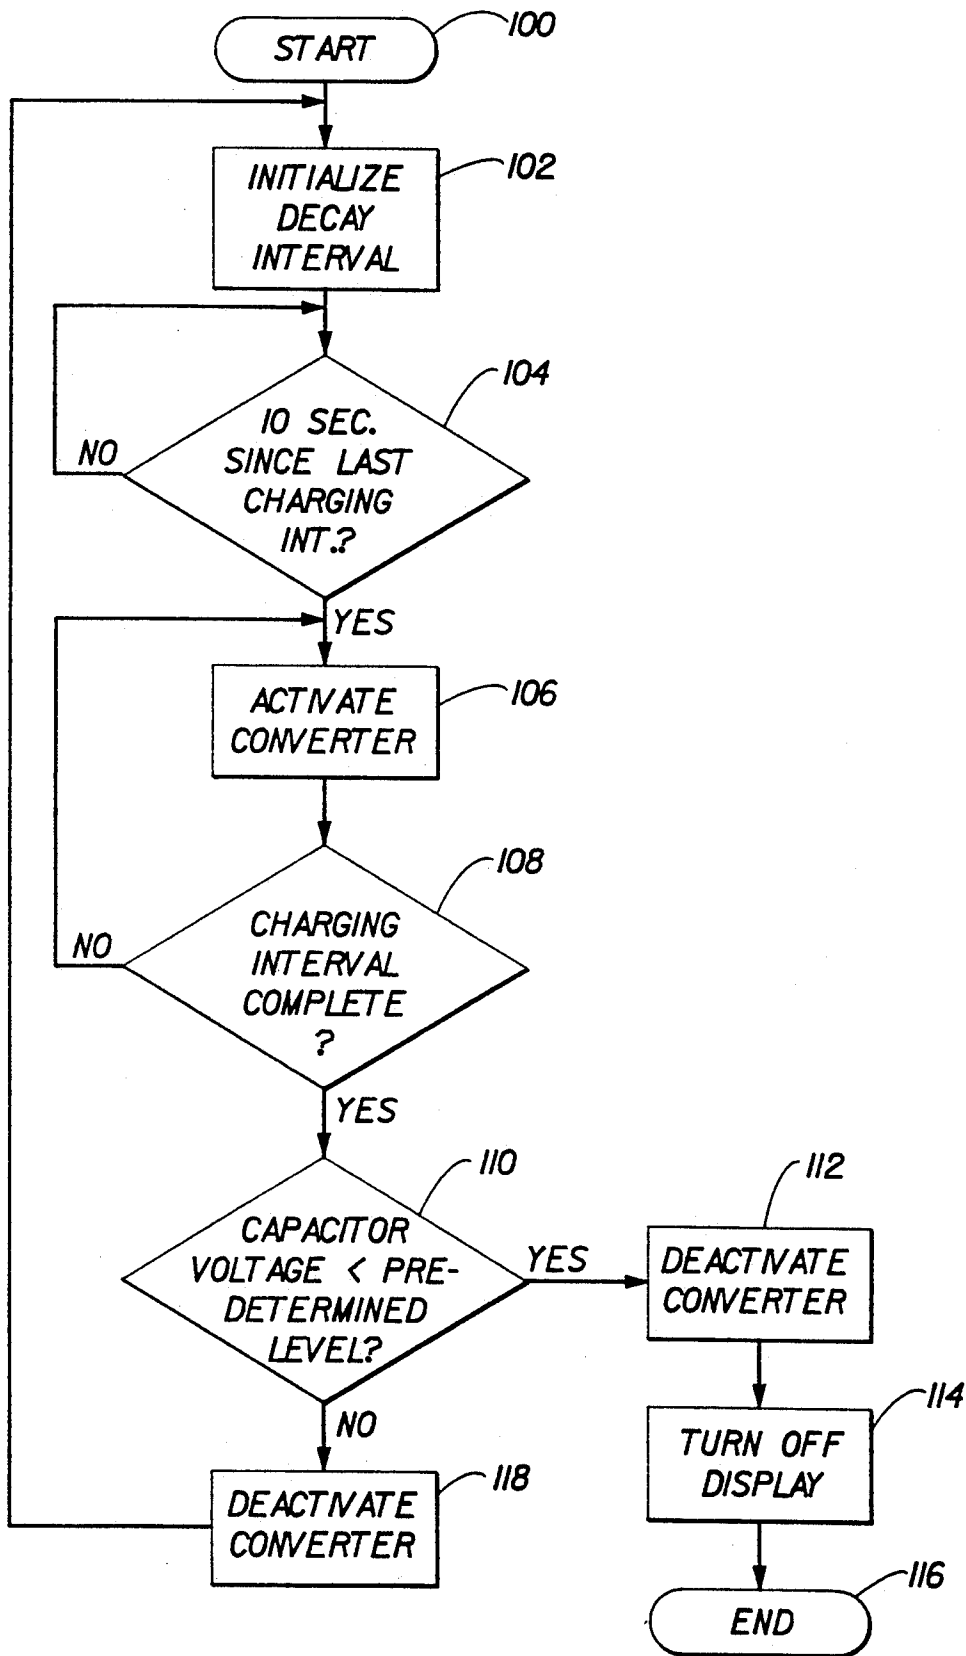 START
100
INITIALIZE
DECAY
INTERVAL
102
10 SEC.
SINCE LAST
CHARGING
INT.?
104
NO
YES
ACTIVATE
CONVERTER
106
CHARGING
INTERVAL
COMPLETE
?
108
NO
YES
CAPACITOR
VOLTAGE < PRE-
DETERMINED
LEVEL?
110
YES
DEACTIVATE
CONVERTER
112
NO
TURN OFF
DISPLAY
114
DEACTIVATE
CONVERTER
118
END
116